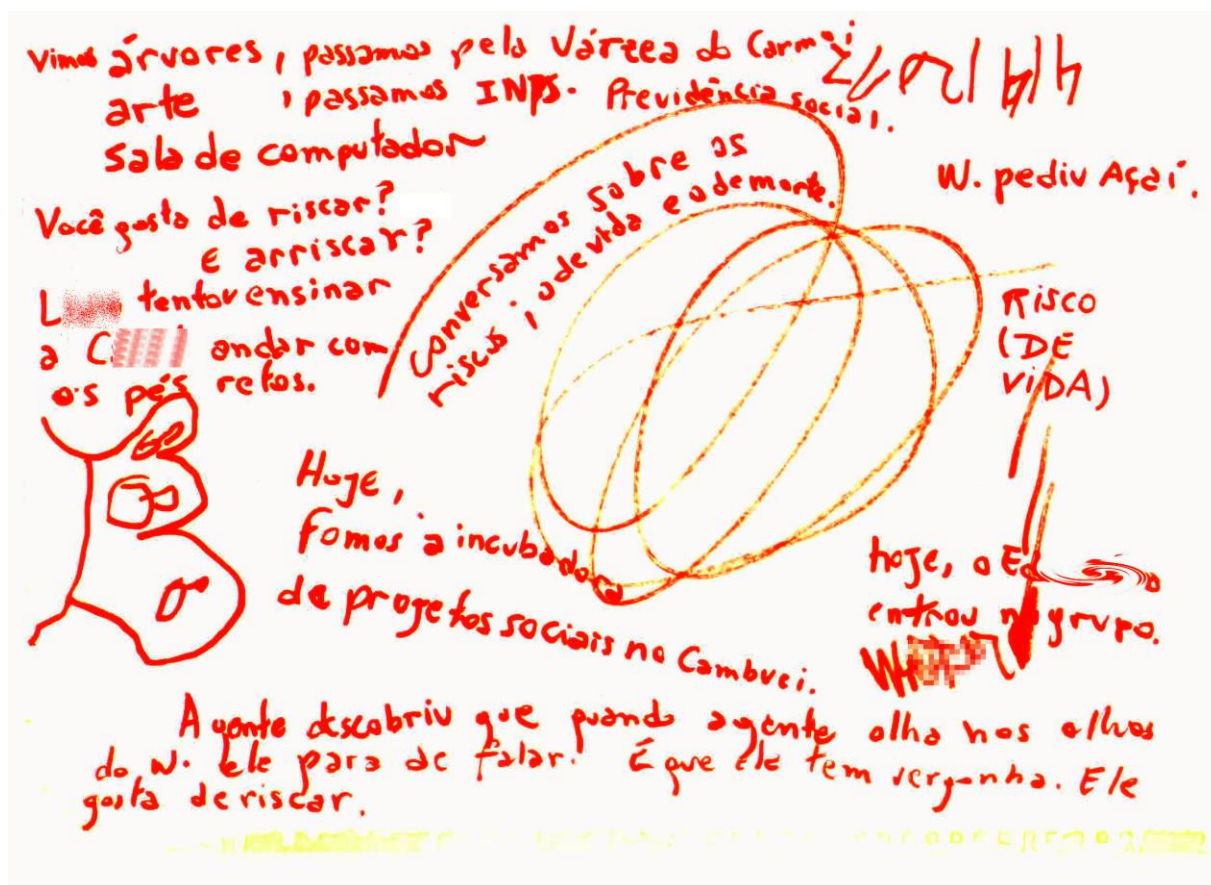 Vimos árvores, passamos pela Várzea do Carmo;
arte, passamos INPS. Previdência social.
Sala de computador
W. pediu Açaí.
Você gosta de riscar?
E arriscar?
L tentou ensinar
a C andar com
os pés retos.
Conversamos sobre os
riscos; o de vida e o de morte.
RISCO
(DE
ViDA)
HoJE,
fomos à incubadora
de projetos sociais no Cambuci.
hoje, o Ed
entrou no grupo.
A gente descobriu que quando a gente olha nos olhos
do W. ele para de falar. É que ele tem vergonha. Ele
gosta de riscar.